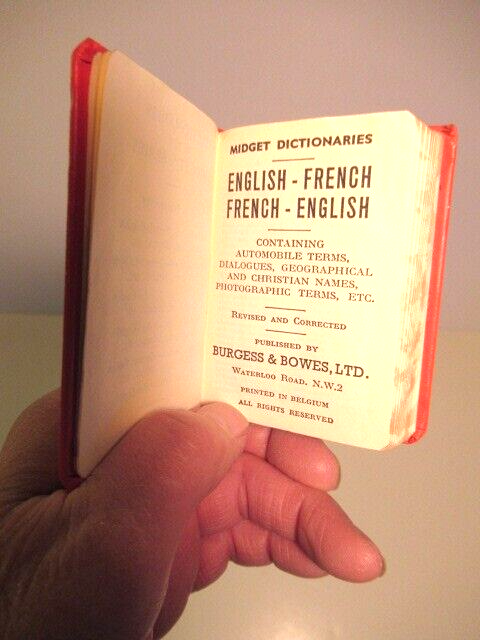 MIDGET DICTIONARIES
ENGLISH - FRENCH
FRENCH - ENGLISH
CONTAINING
AUTOMOBILE TERMS,
DIALOGUES, GEOGRAPHICAL
AND CHRISTIAN NAMES,
PHOTOGRAPHIC TERMS, ETC.
REVISED AND CORRECTED
PUBLISHED BY
BURGESS & BOWES, LTD.
WATERLOO ROAD, N.W.2
PRINTED IN BELGIUM
ALL RIGHTS RESERVED